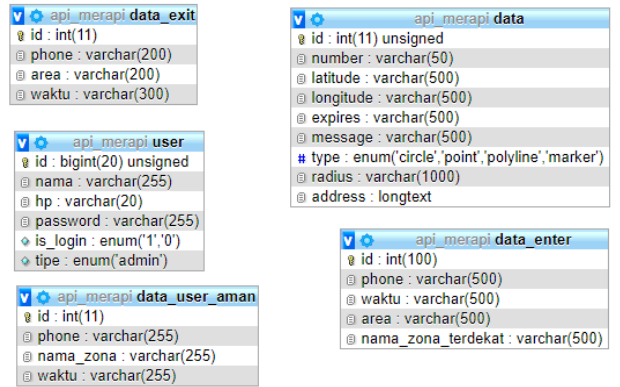 api_merapi data_exit
id : int(11)
phone : varchar(200)
area : varchar(200)
waktu : varchar(300)
api_merapi user
id : bigint(20) unsigned
nama : varchar(255)
hp : varchar(20)
password : varchar(255)
is_login : enum('1','0')
tipe : enum('admin')
api_merapi data_user_aman
id : int(11)
phone : varchar(255)
nama_zona : varchar(255)
waktu : varchar(255)
api_merapi data
id : int(11) unsigned
number : varchar(50)
latitude : varchar(500)
longitude : varchar(500)
expires : varchar(500)
message : varchar(500)
# type : enum('circle','point','polyline','marker')
radius : varchar(1000)
address : longtext
api_merapi data_enter
id : int(100)
phone : varchar(500)
waktu : varchar(500)
area : varchar(500)
nama_zona_terdekat : varchar(500)